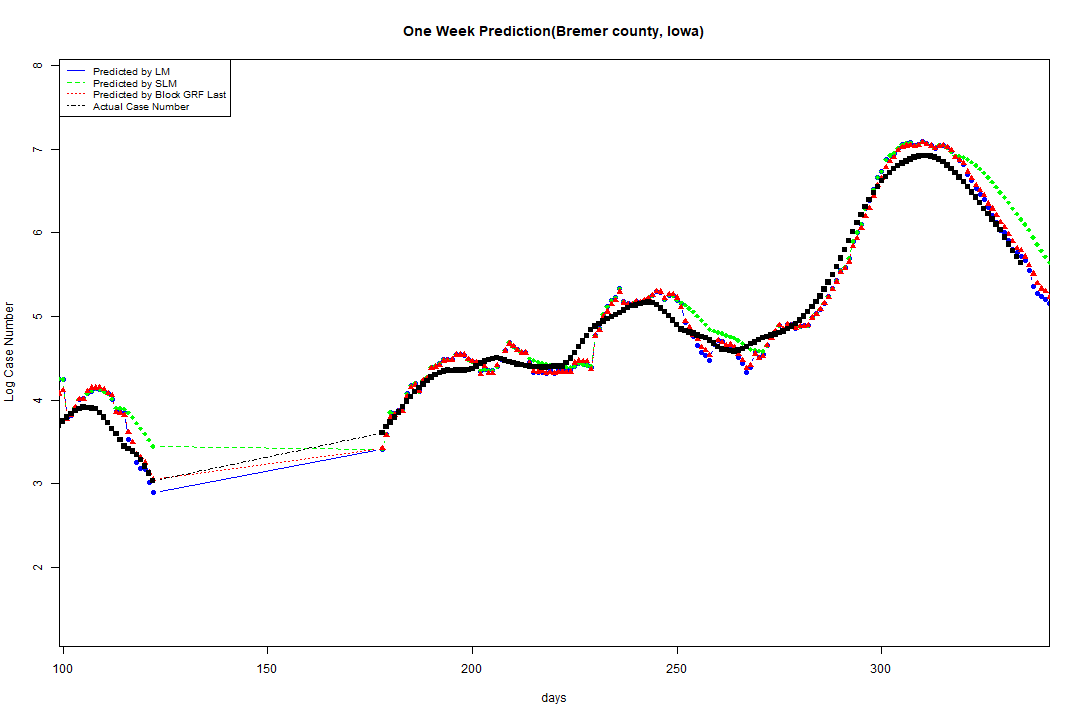 One Week Prediction(Bremer county, Iowa)
Predicted by LM
Predicted by SLM
Predicted by Block GRF Last
Actual Case Number
8
7
6
5
4
3
2
Log Case Number
100 150 200 250 300
days